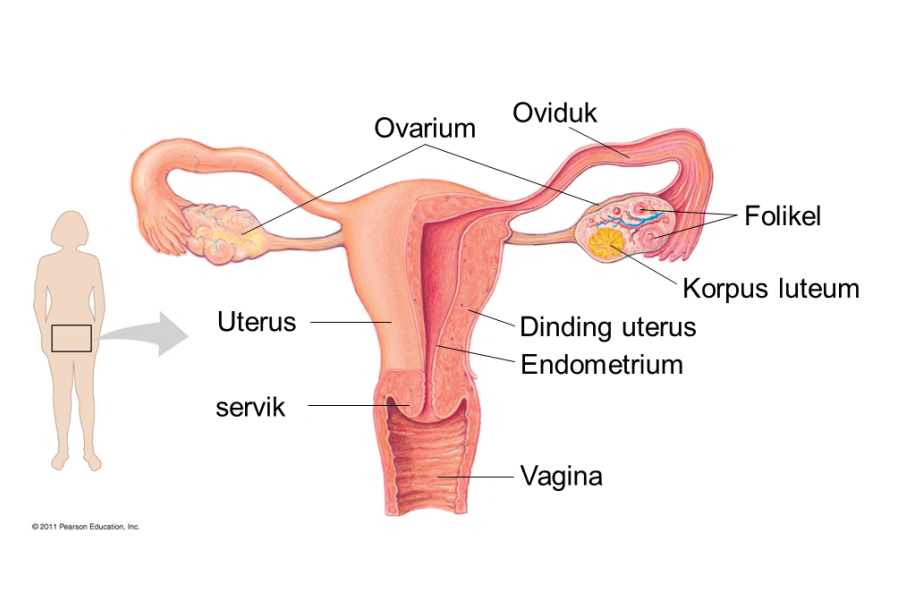 Oviduk
Ovarium
Folikel
Korpus luteum
Uterus
Dinding uterus
Endometrium
servik
Vagina
© 2011 Pearson Education, Inc.